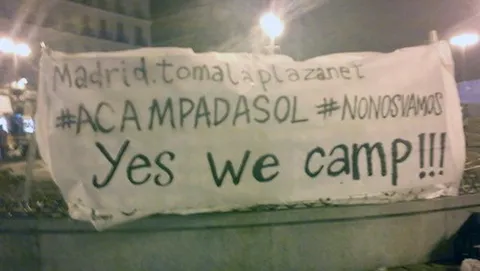 Madrid.tomalaplaza.net
#ACAMPADASOL #NONOSVAMOS
Yes we camp!!!